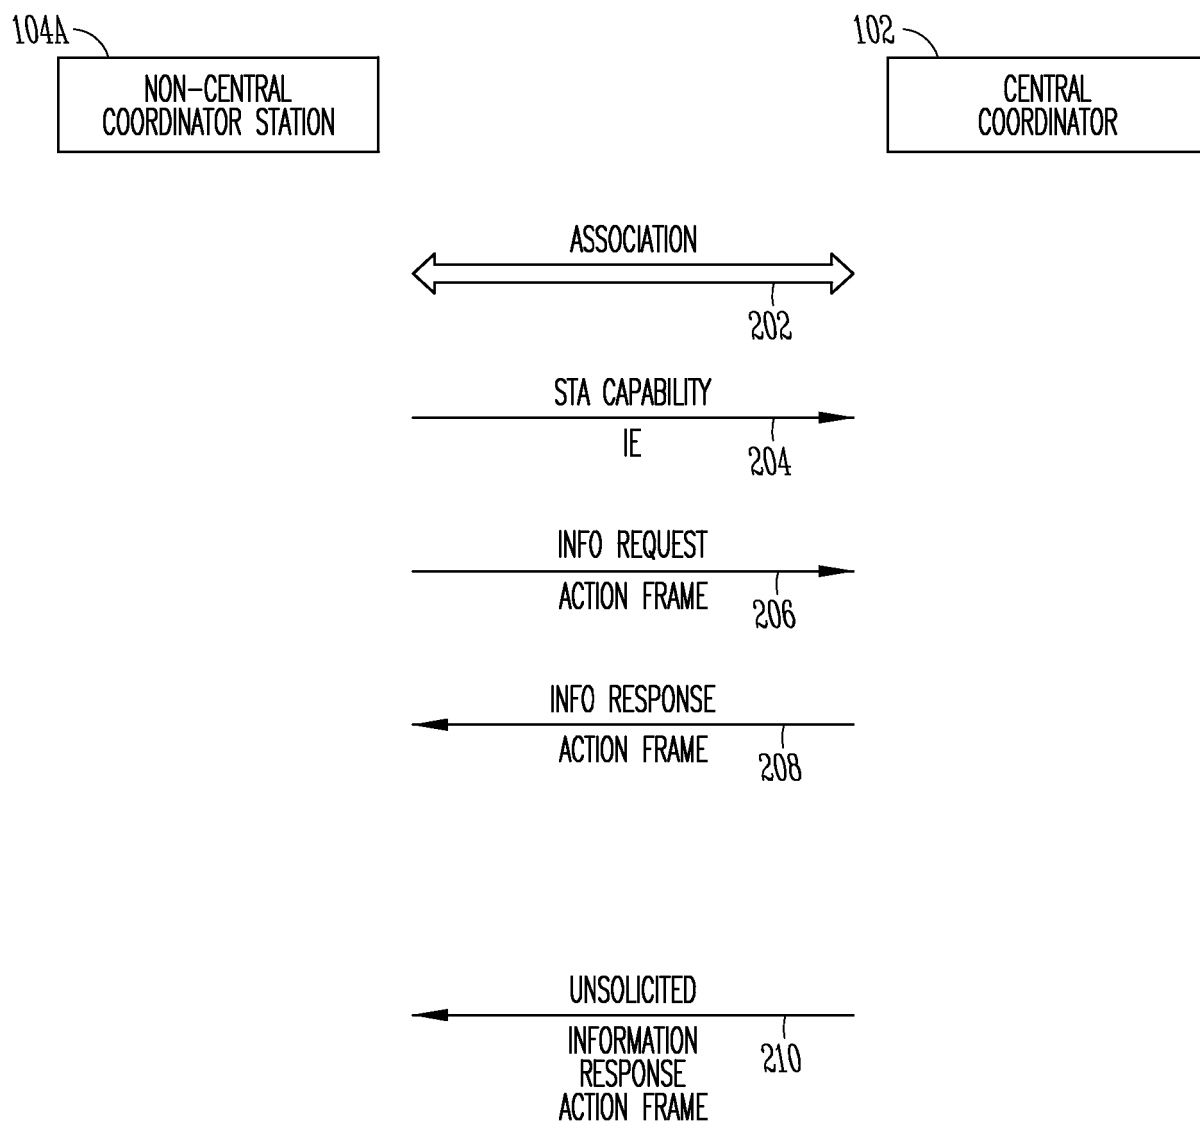 104A
102
NON-CENTRAL
COORDINATOR STATION
CENTRAL
COORDINATOR
ASSOCIATION
202
STA CAPABILITY
IE
204
INFO REQUEST
ACTION FRAME
206
INFO RESPONSE
ACTION FRAME
208
UNSOLICITED
INFORMATION
RESPONSE
ACTION FRAME
210